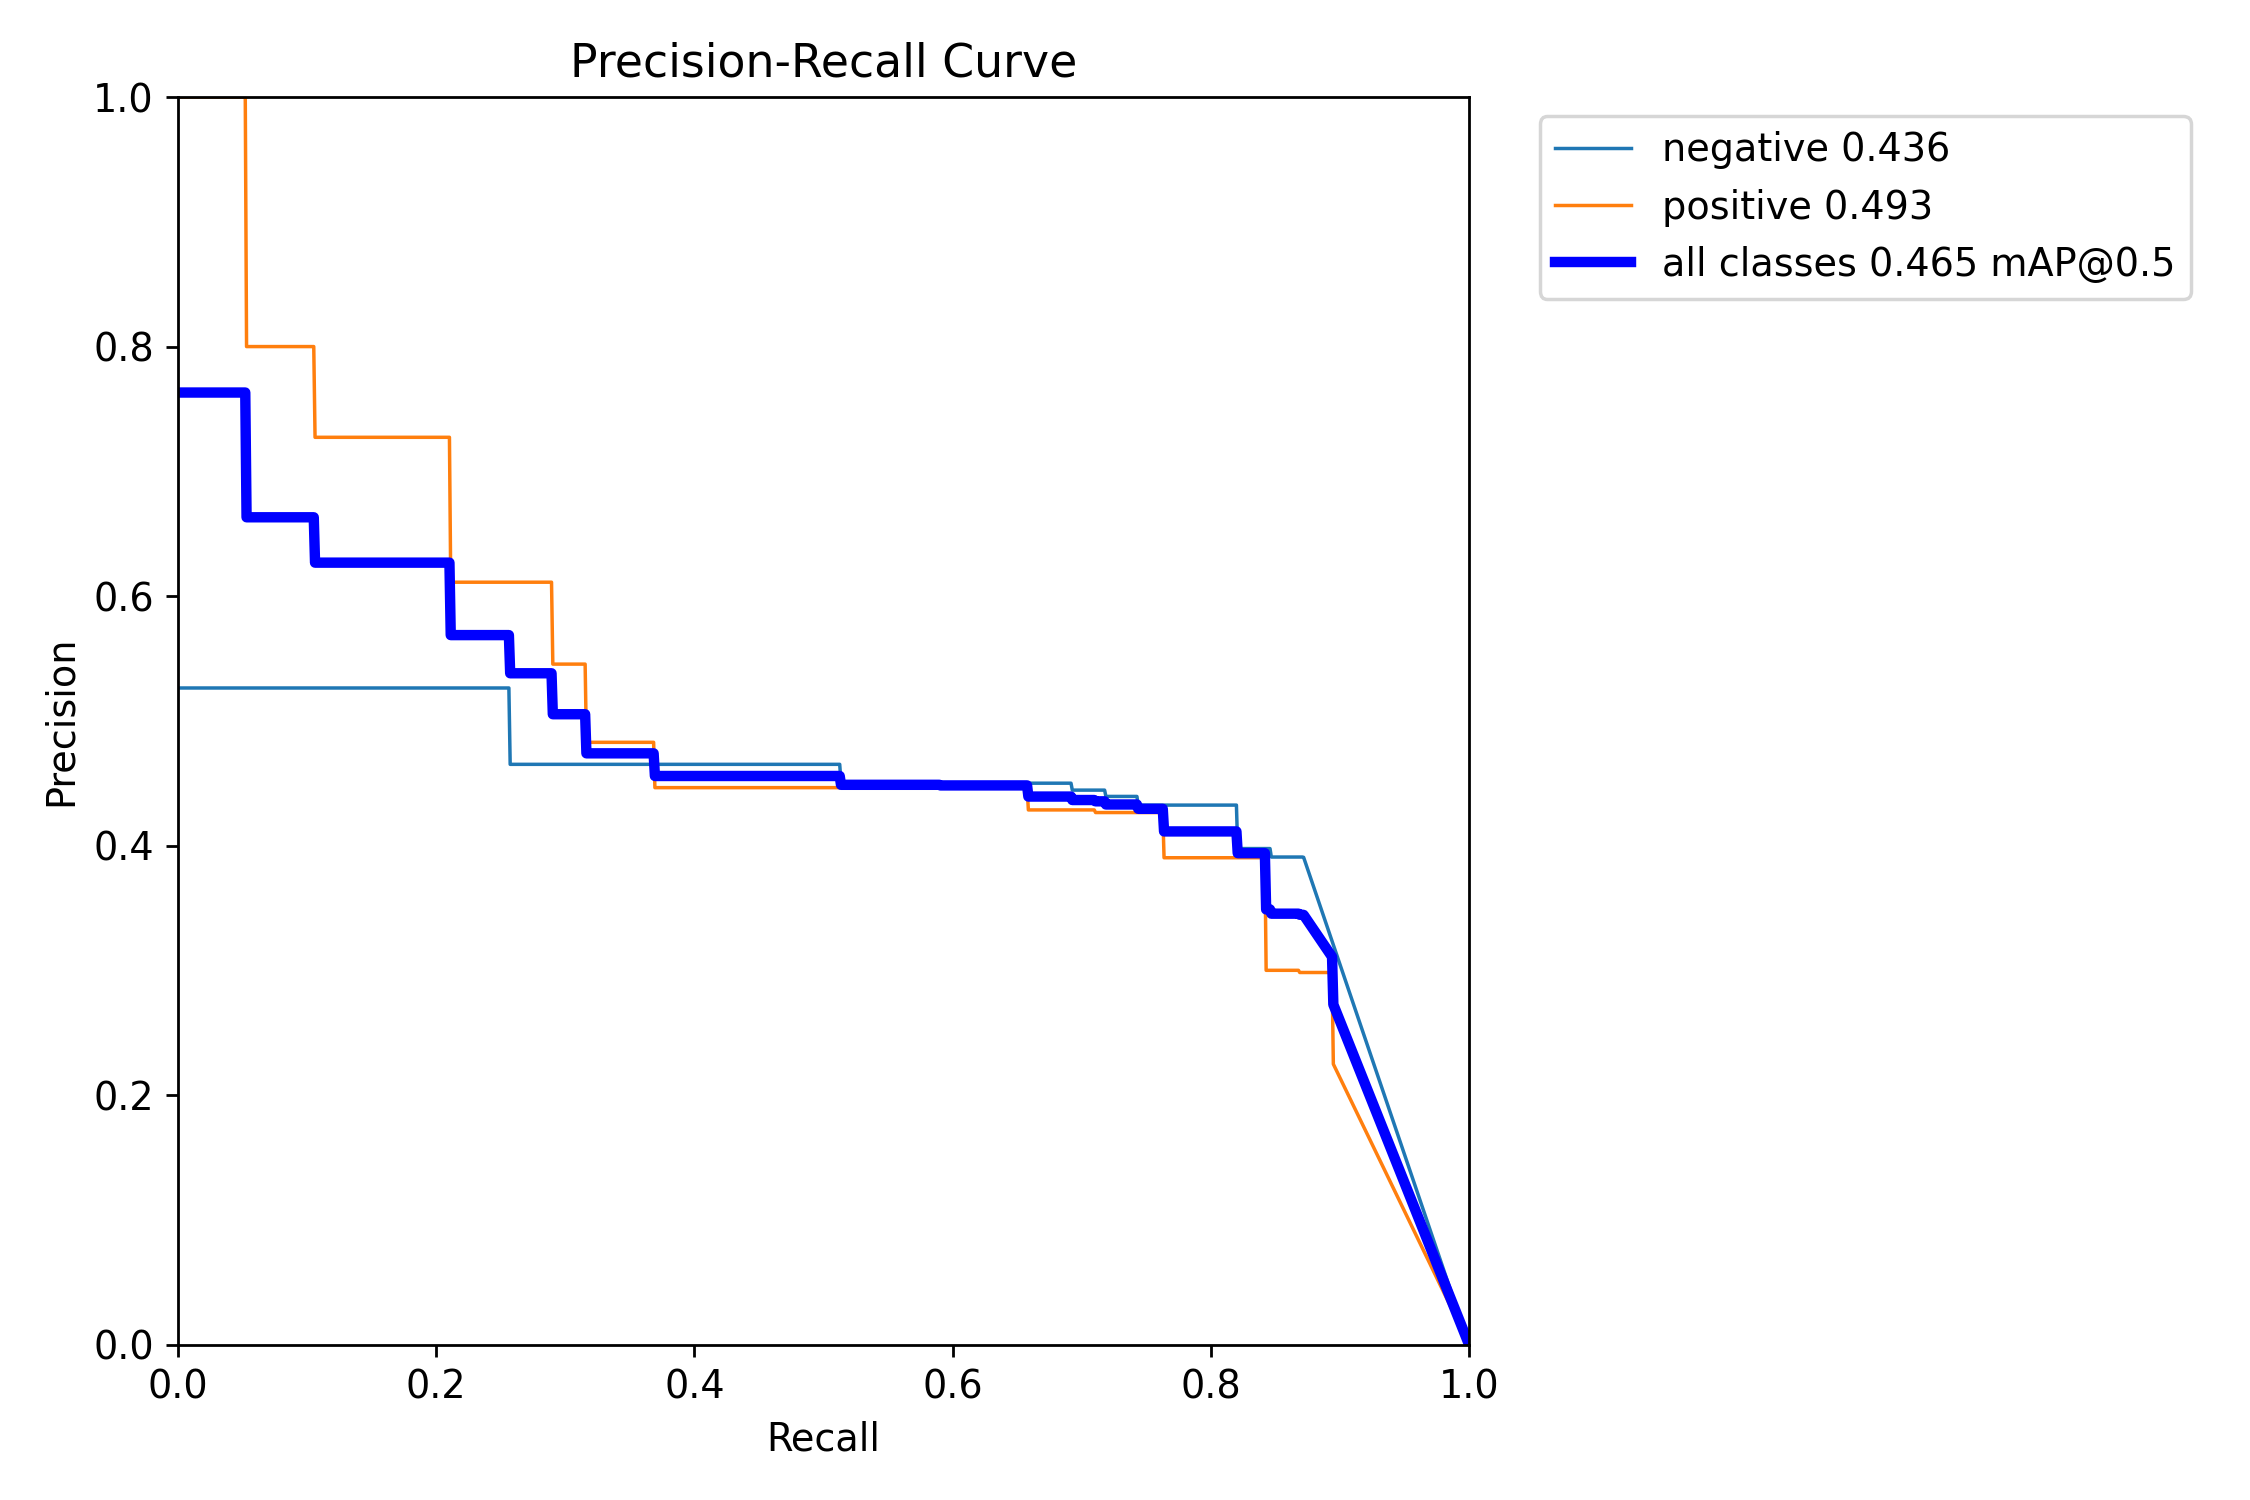 Precision-Recall Curve
1.0
0.8
0.6
0.4
0.2
0.0
Precision
0.0 0.2 0.4 0.6 0.8 1.0
Recall
negative 0.436
positive 0.493
all classes 0.465 mAP@0.5